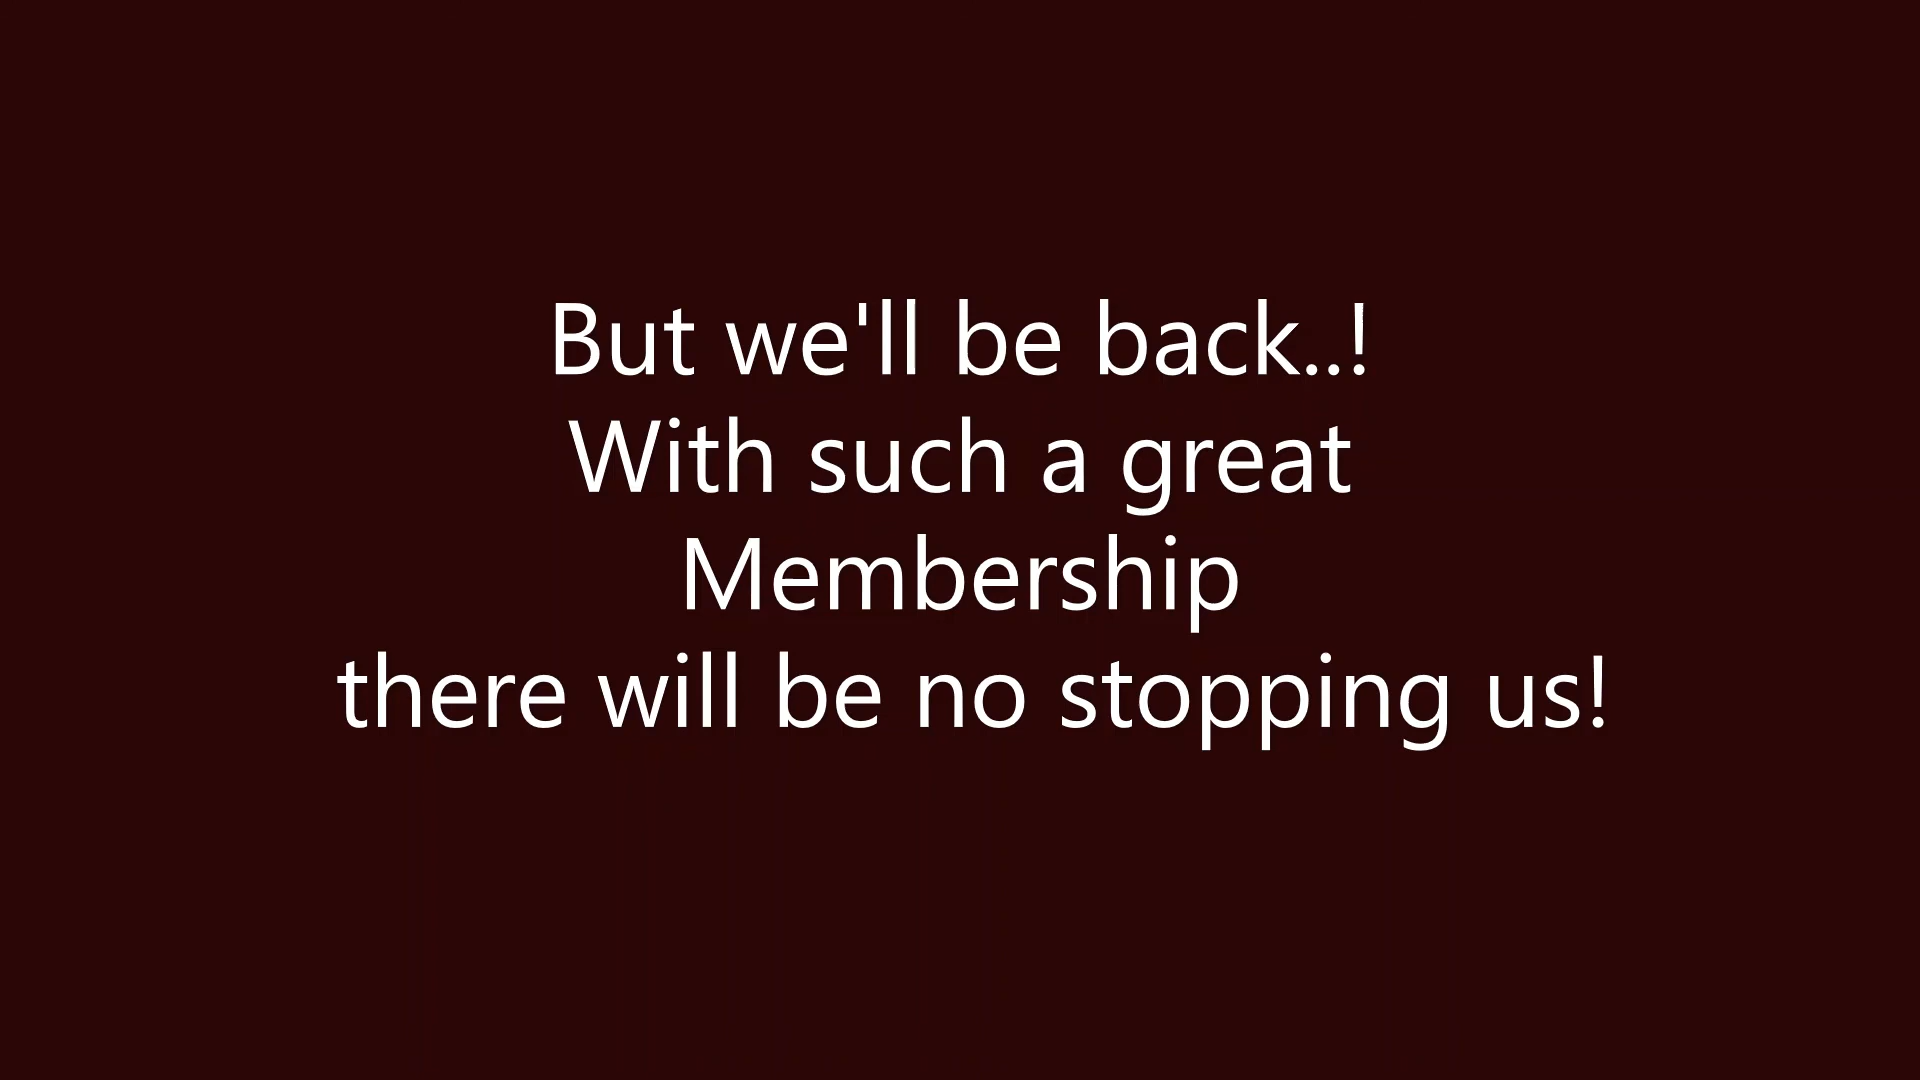 But we'll be back..!
With such a great
Membership
there will be no stopping us!